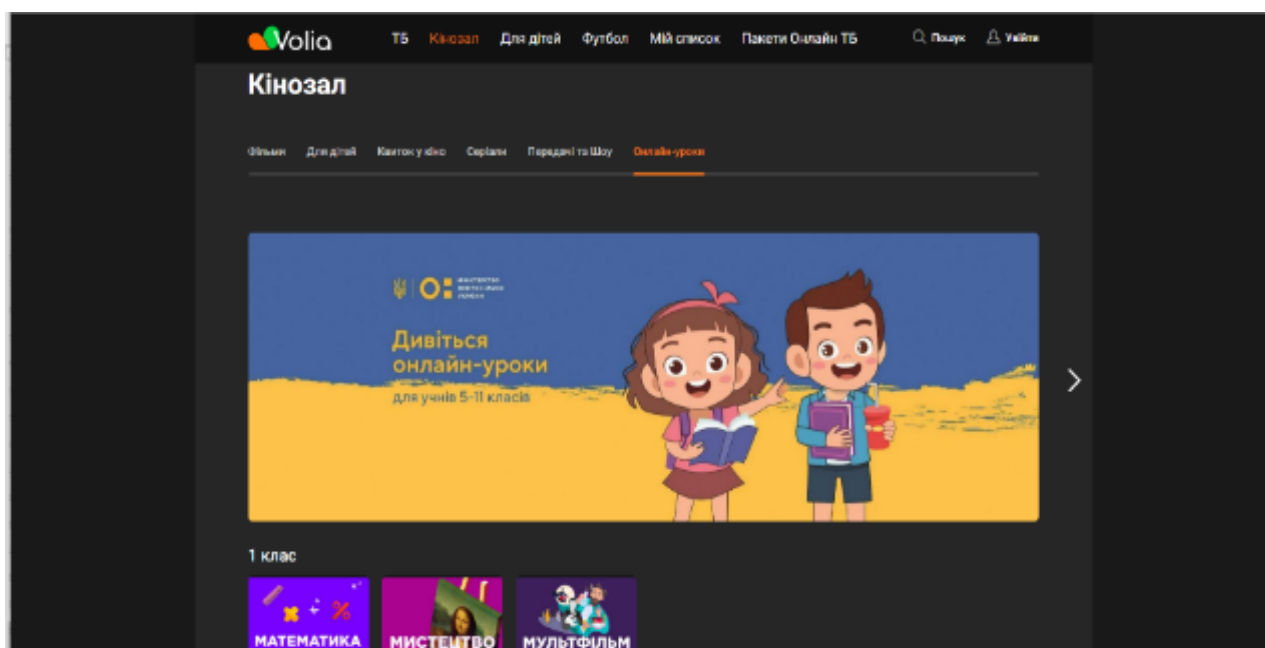 Volia ТБ Кінозал Для дітей Футбол Мій список Пакети Онлайн ТБ Пошук Увійти
Кінозал
Фільми Для дітей Квиток у кіно Серіали Передачі та Шоу Онлайн-уроки
Дивіться
онлайн-уроки
для учнів 5-11 класів
1 клас
МАТЕМАТИКА МИСТЕЦТВО МУЛЬТФІЛЬМ